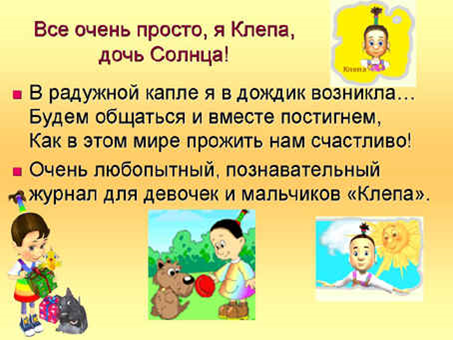 Все очень просто, я Клепа,
дочь Солнца!
Клепа
В радужной капле я в дождик возникла…
Будем общаться и вместе постигнем,
Как в этом мире прожить нам счастливо!
Очень любопытный, познавательный
журнал для девочек и мальчиков «Клепа».